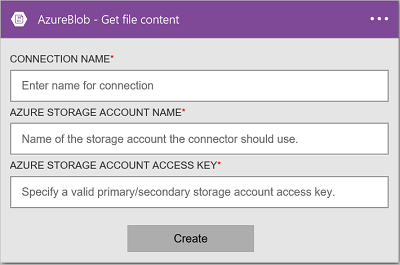 AzureBlob - Get file content
CONNECTION NAME*
Enter name for connection
AZURE STORAGE ACCOUNT NAME*
Name of the storage account the connector should use.
AZURE STORAGE ACCOUNT ACCESS KEY*
Specify a valid primary/secondary storage account access key.
Create